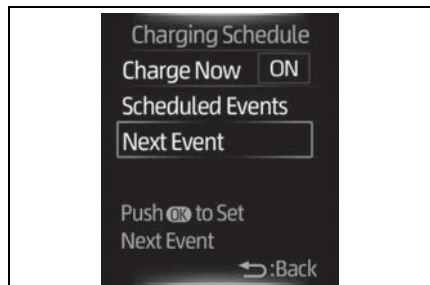 Charging Schedule
Charge Now ON
Scheduled Events
Next Event
Push OK to Set
Next Event
:Back